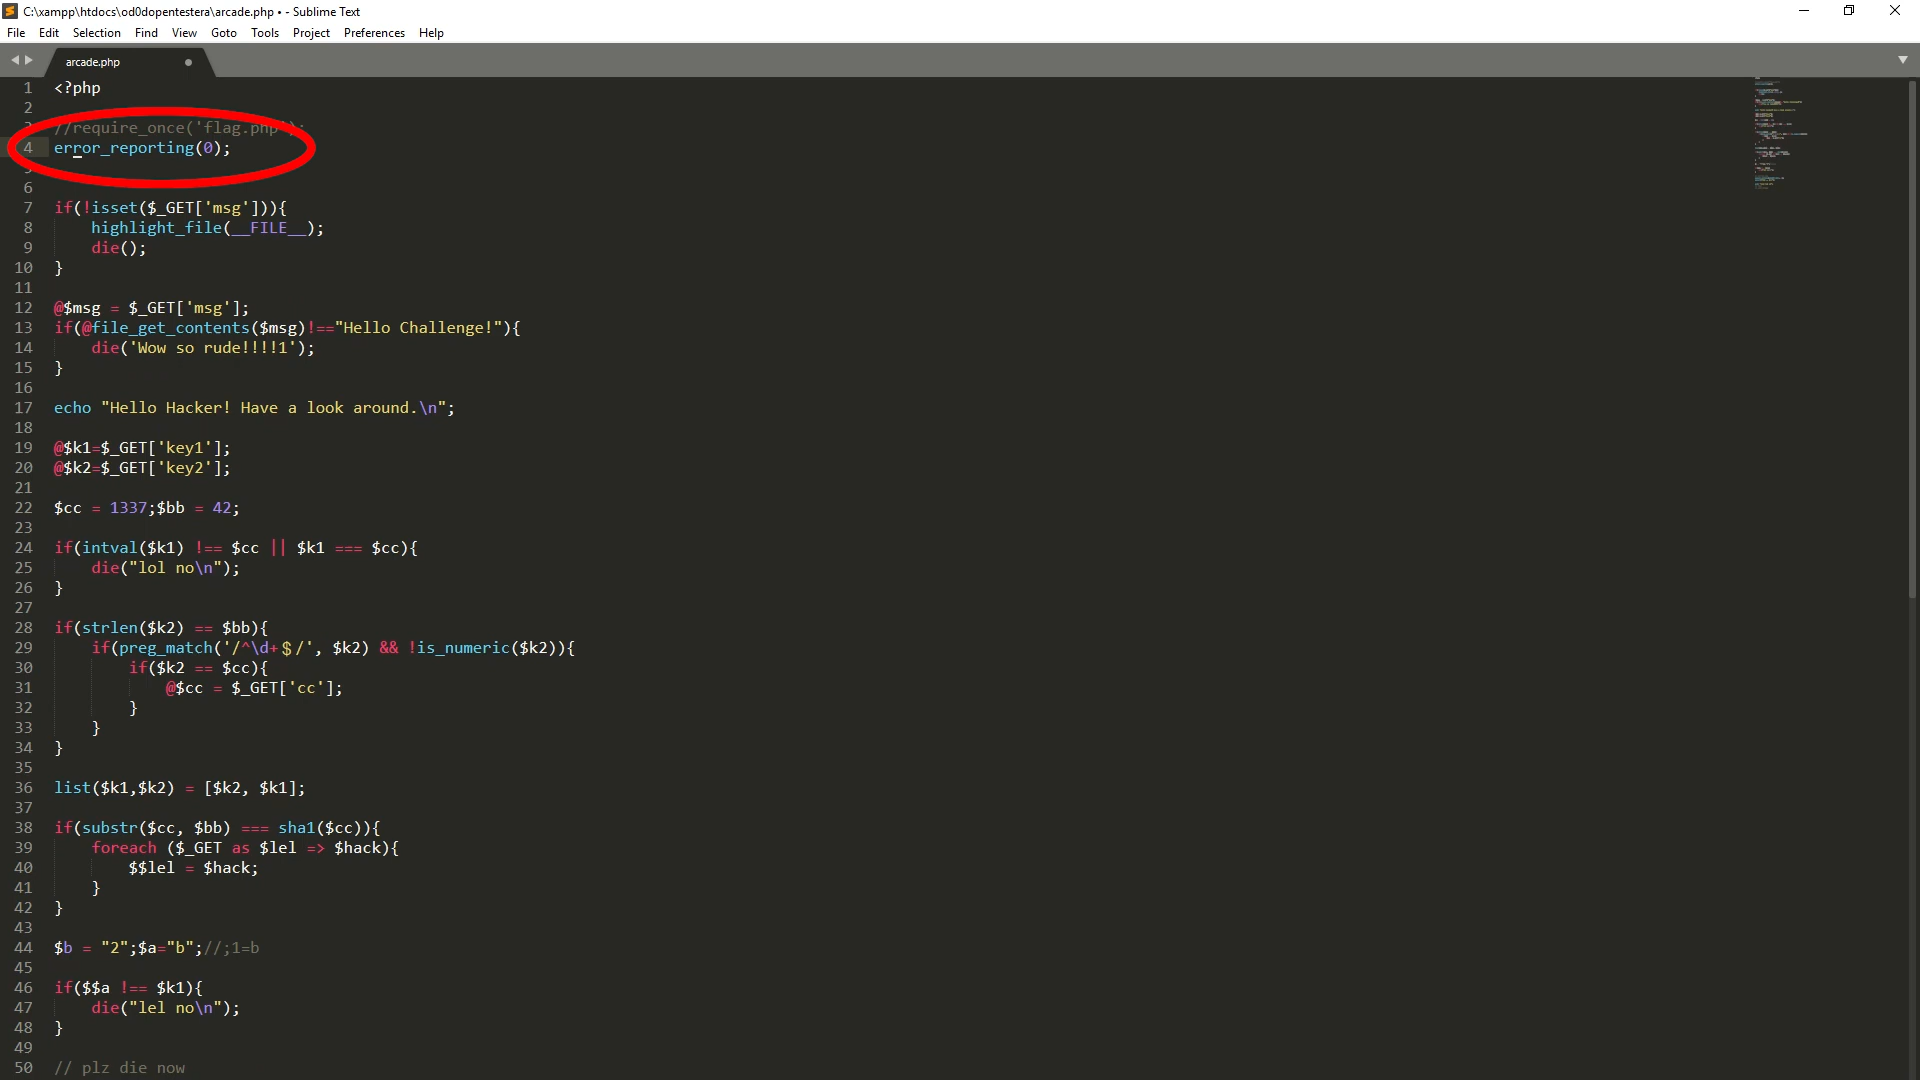 C:\xampp\htdocs\od0dopentestera\arcade.php • - Sublime Text
File Edit Selection Find View Goto Tools Project Preferences Help
arcade.php
1 <?php
2
3 //require_once('flag.php');
4 error_reporting(0);
5
6
7 if(!isset($_GET['msg'])){
8 highlight_file(__FILE__);
9 die();
10 }
11
12 @$msg = $_GET['msg'];
13 if(@file_get_contents($msg)!=="Hello Challenge!"){
14 die('Wow so rude!!!!1');
15 }
16
17 echo "Hello Hacker! Have a look around.\n";
18
19 @$k1=$_GET['key1'];
20 @$k2=$_GET['key2'];
21
22 $cc = 1337;$bb = 42;
23
24 if(intval($k1) !== $cc || $k1 === $cc){
25 die("lol no\n");
26 }
27
28 if(strlen($k2) == $bb){
29 if(preg_match('/^\d+＄/', $k2) && !is_numeric($k2)){
30 if($k2 == $cc){
31 @$cc = $_GET['cc'];
32 }
33 }
34 }
35
36 list($k1,$k2) = [$k2, $k1];
37
38 if(substr($cc, $bb) === sha1($cc)){
39 foreach ($_GET as $lel => $hack){
40 $$lel = $hack;
41 }
42 }
43
44 $b = "2";$a="b";//;1=b
45
46 if($$a !== $k1){
47 die("lel no\n");
48 }
49
50 // plz die now